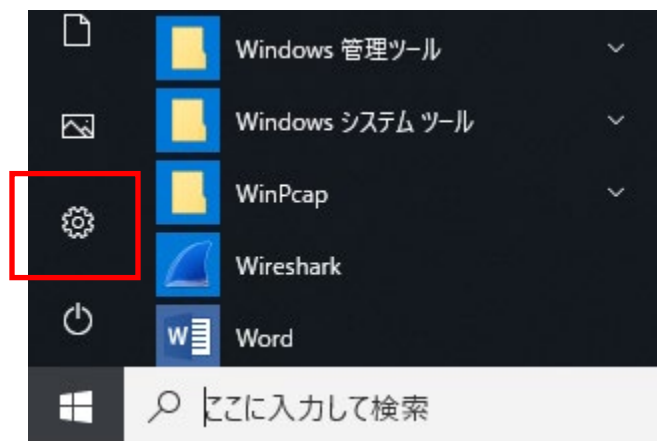 Windows 管理ツール
Windows システム ツール
WinPcap
Wireshark
Word
ここに入力して検索